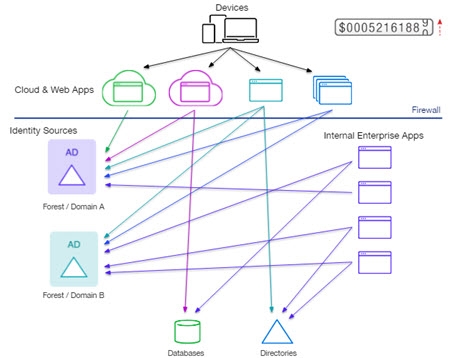 Devices
$0005216188
Cloud & Web Apps
Firewall
Identity Sources
Internal Enterprise Apps
AD
Forest / Domain A
AD
Forest / Domain B
Databases
Directories